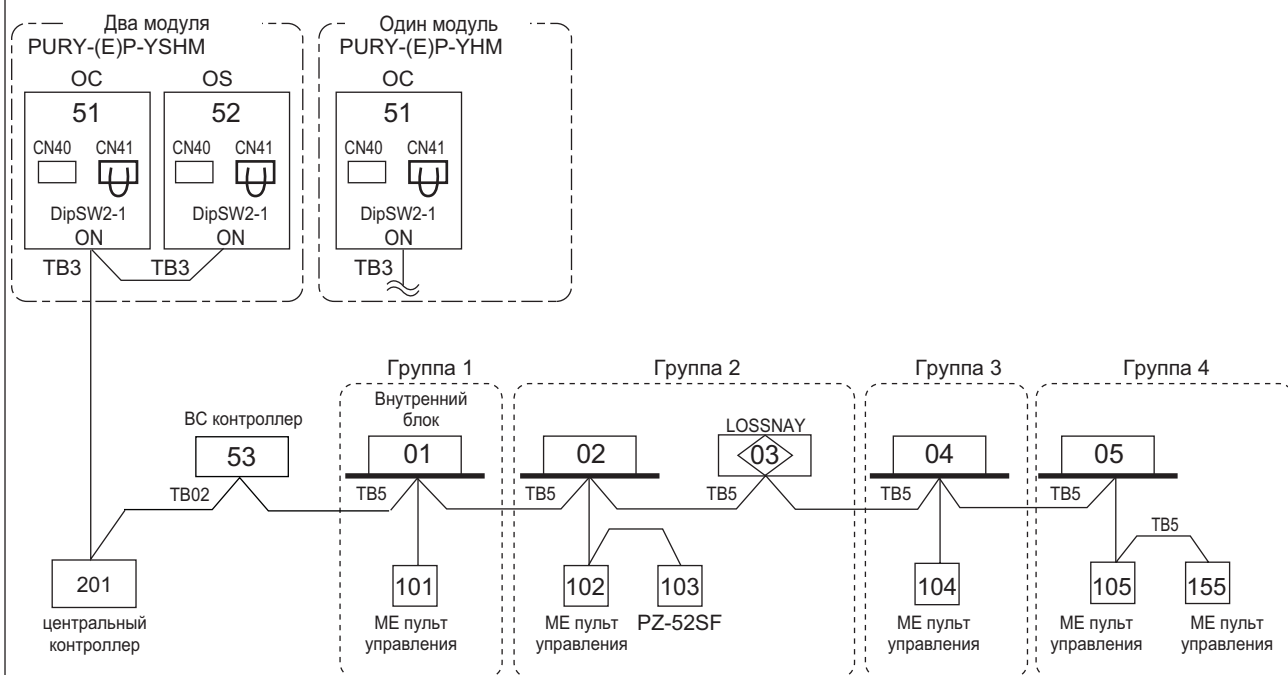 Два модуля
PURY-(E)P-YSHM
OC
OS
51
52
CN40
CN41
CN40
CN41
DipSW2-1
DipSW2-1
ON
ON
TB3
TB3
Один модуль
PURY-(E)P-YHM
OC
51
CN40
CN41
DipSW2-1
ON
TB3
Группа 1
Группа 2
Группа 3
Группа 4
BC контроллер
53
TB02
Внутренний
блок
01
TB5
02
TB5
LOSSNAY
03
TB5
04
TB5
05
TB5
TB5
201
центральный
контроллер
101
ME пульт
управления
102
ME пульт
управления
103
PZ-52SF
104
ME пульт
управления
105
ME пульт
управления
155
ME пульт
управления